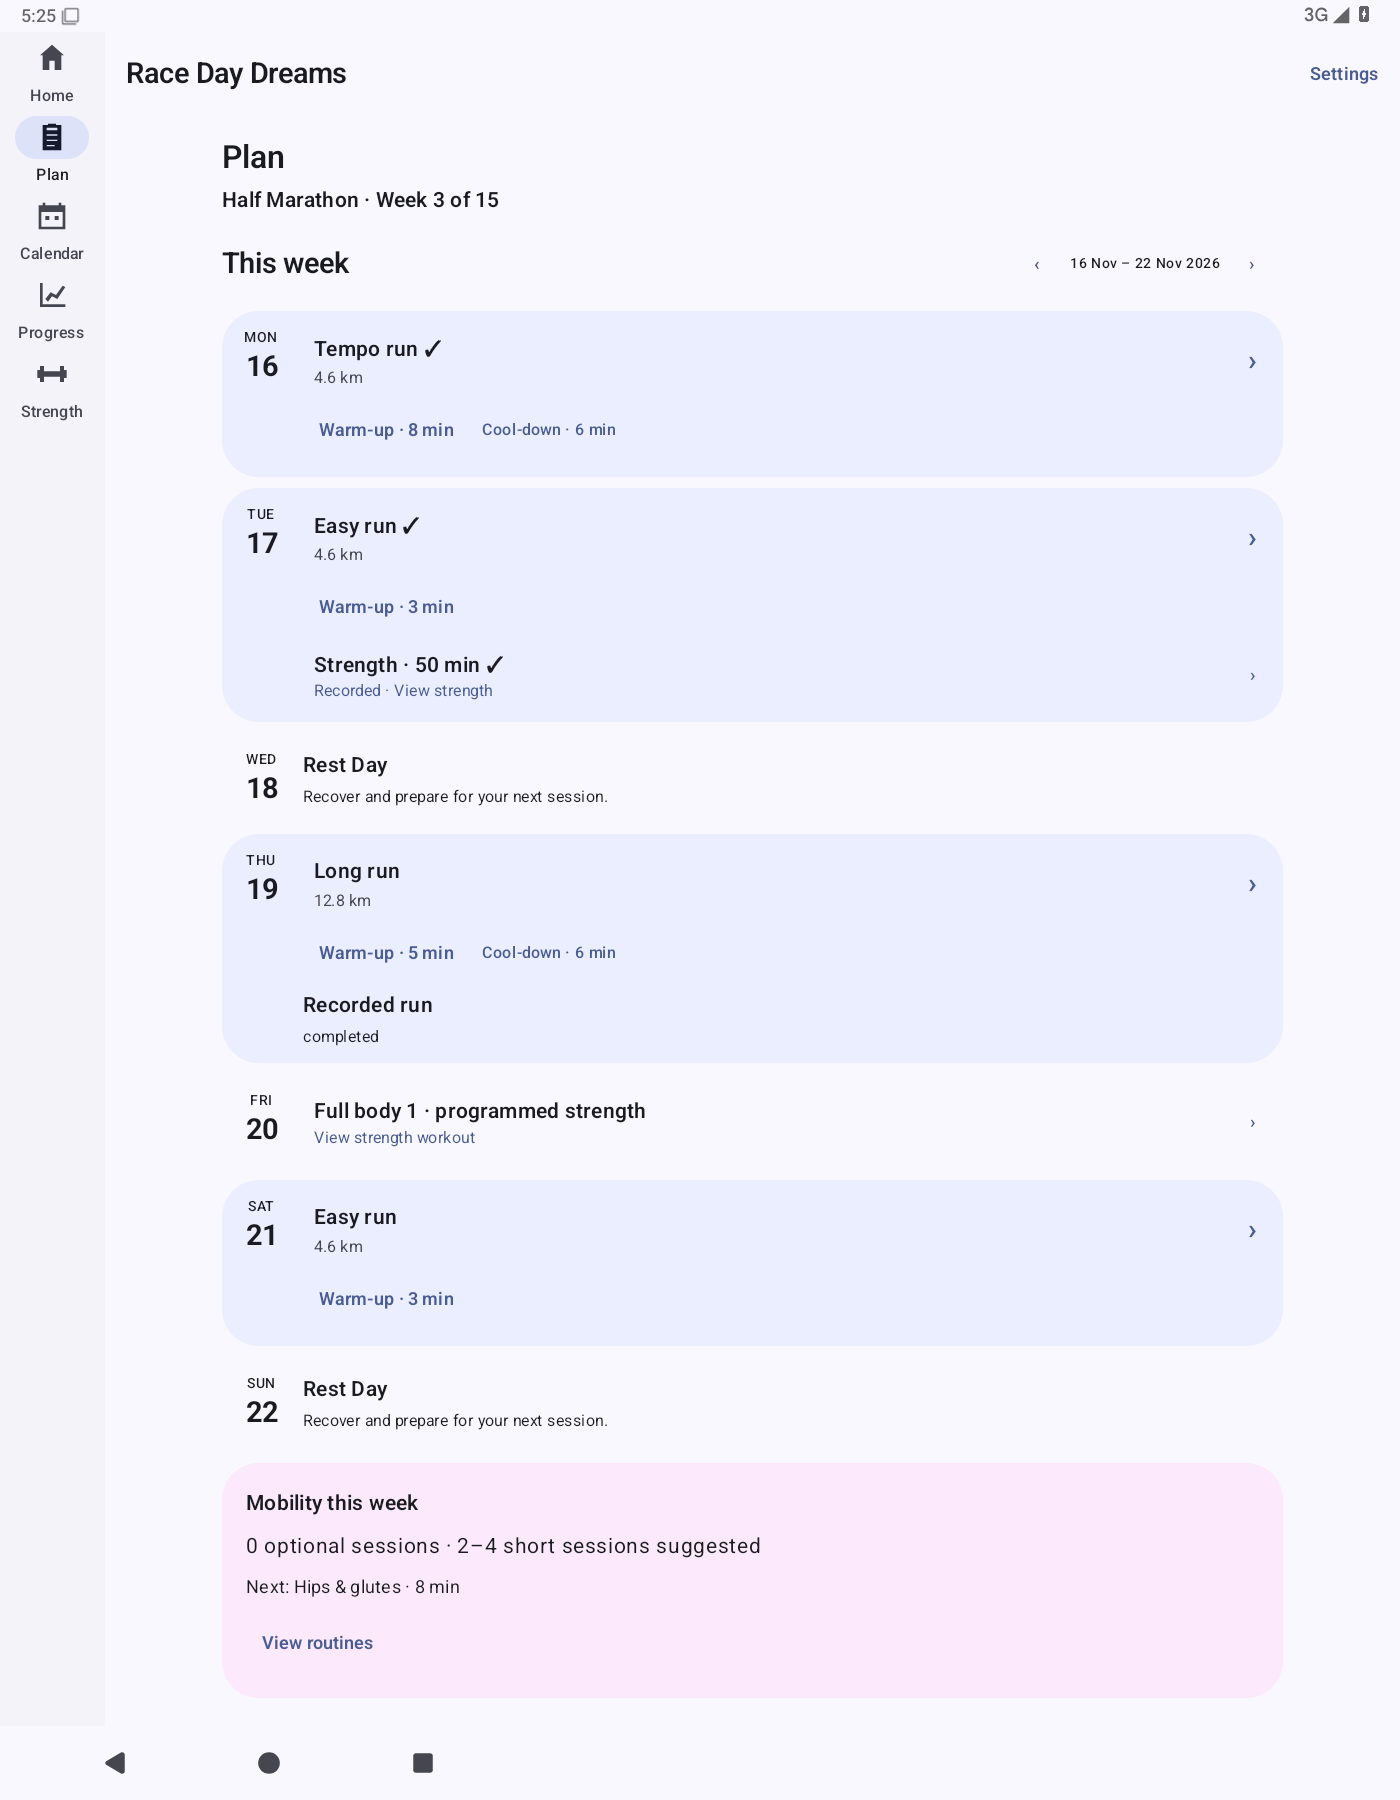 5:25
3G
Home
Plan
Calendar
Progress
Strength
Race Day Dreams
Settings
Plan
Half Marathon · Week 3 of 15
This week
‹ 16 Nov – 22 Nov 2026 ›
MON
16
Tempo run ✓
4.6 km
›
Warm-up · 8 min
Cool-down · 6 min
TUE
17
Easy run ✓
4.6 km
›
Warm-up · 3 min
Strength · 50 min ✓
Recorded · View strength
›
WED
18
Rest Day
Recover and prepare for your next session.
THU
19
Long run
12.8 km
›
Warm-up · 5 min
Cool-down · 6 min
Recorded run
completed
FRI
20
Full body 1 · programmed strength
View strength workout
›
SAT
21
Easy run
4.6 km
›
Warm-up · 3 min
SUN
22
Rest Day
Recover and prepare for your next session.
Mobility this week
0 optional sessions · 2–4 short sessions suggested
Next: Hips & glutes · 8 min
View routines